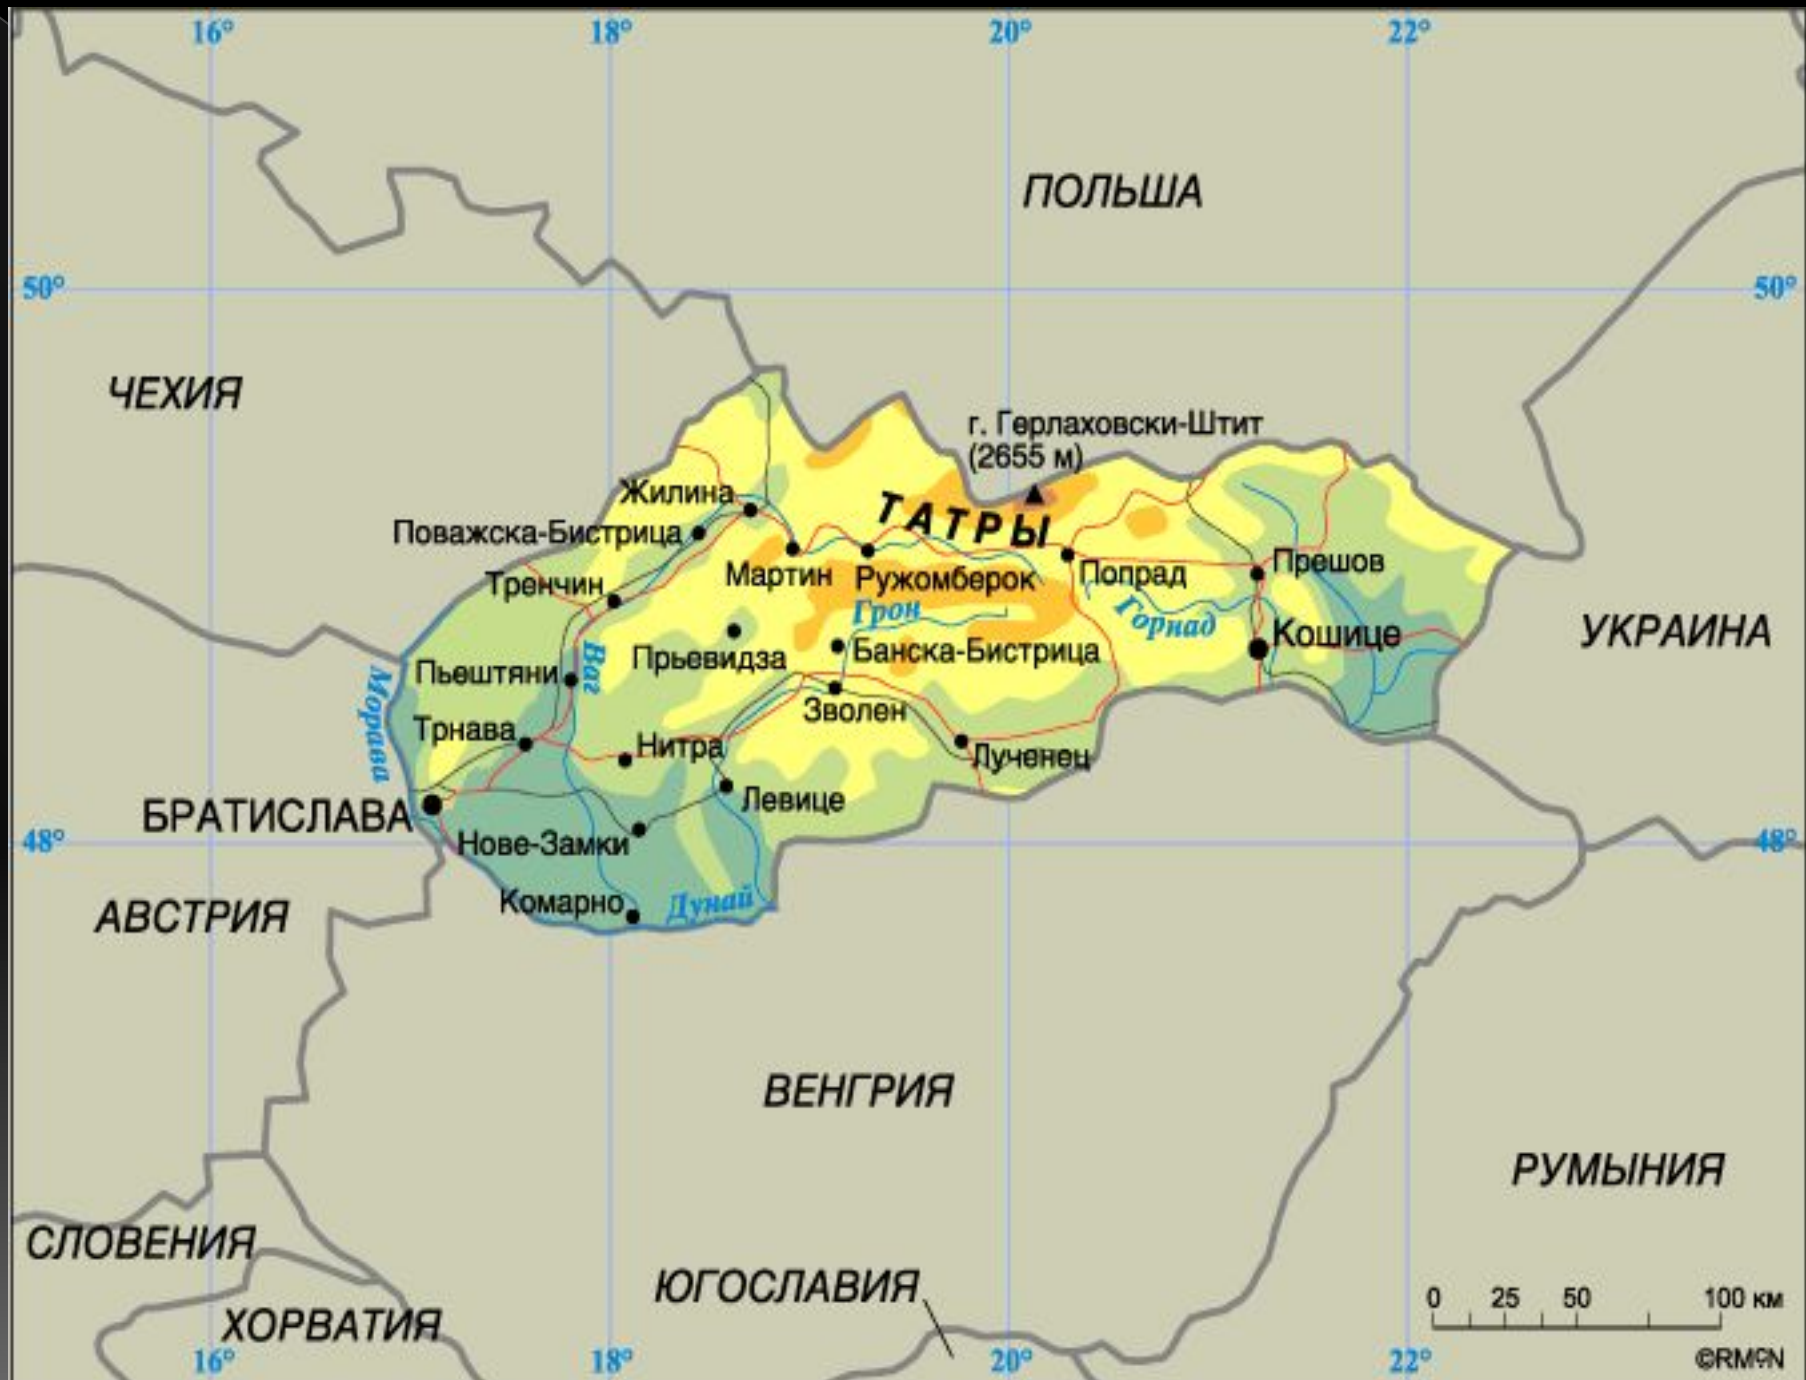 16°
18°
20°
22°
ПОЛЬША
50°
50°
ЧЕХИЯ
г. Герлаховски-Штит
(2655 м)
Жилина
ТАТРЫ
Поважска-Бистрица
Мартин
Ружомберок
Попрад
Прешов
Тренчин
Грон
Горнад
Кошице
УКРАИНА
Ваг
Прьевидза
Банска-Бистрица
Пьештяни
Морава
Зволен
Трнава
Нитра
Лученец
Левице
БРАТИСЛАВА
Нове-Замки
48°
48°
Комарно
Дунай
АВСТРИЯ
ВЕНГРИЯ
РУМЫНИЯ
СЛОВЕНИЯ
ЮГОСЛАВИЯ
ХОРВАТИЯ
0 25 50 100 км
16°
18°
20°
22°
©RMCN